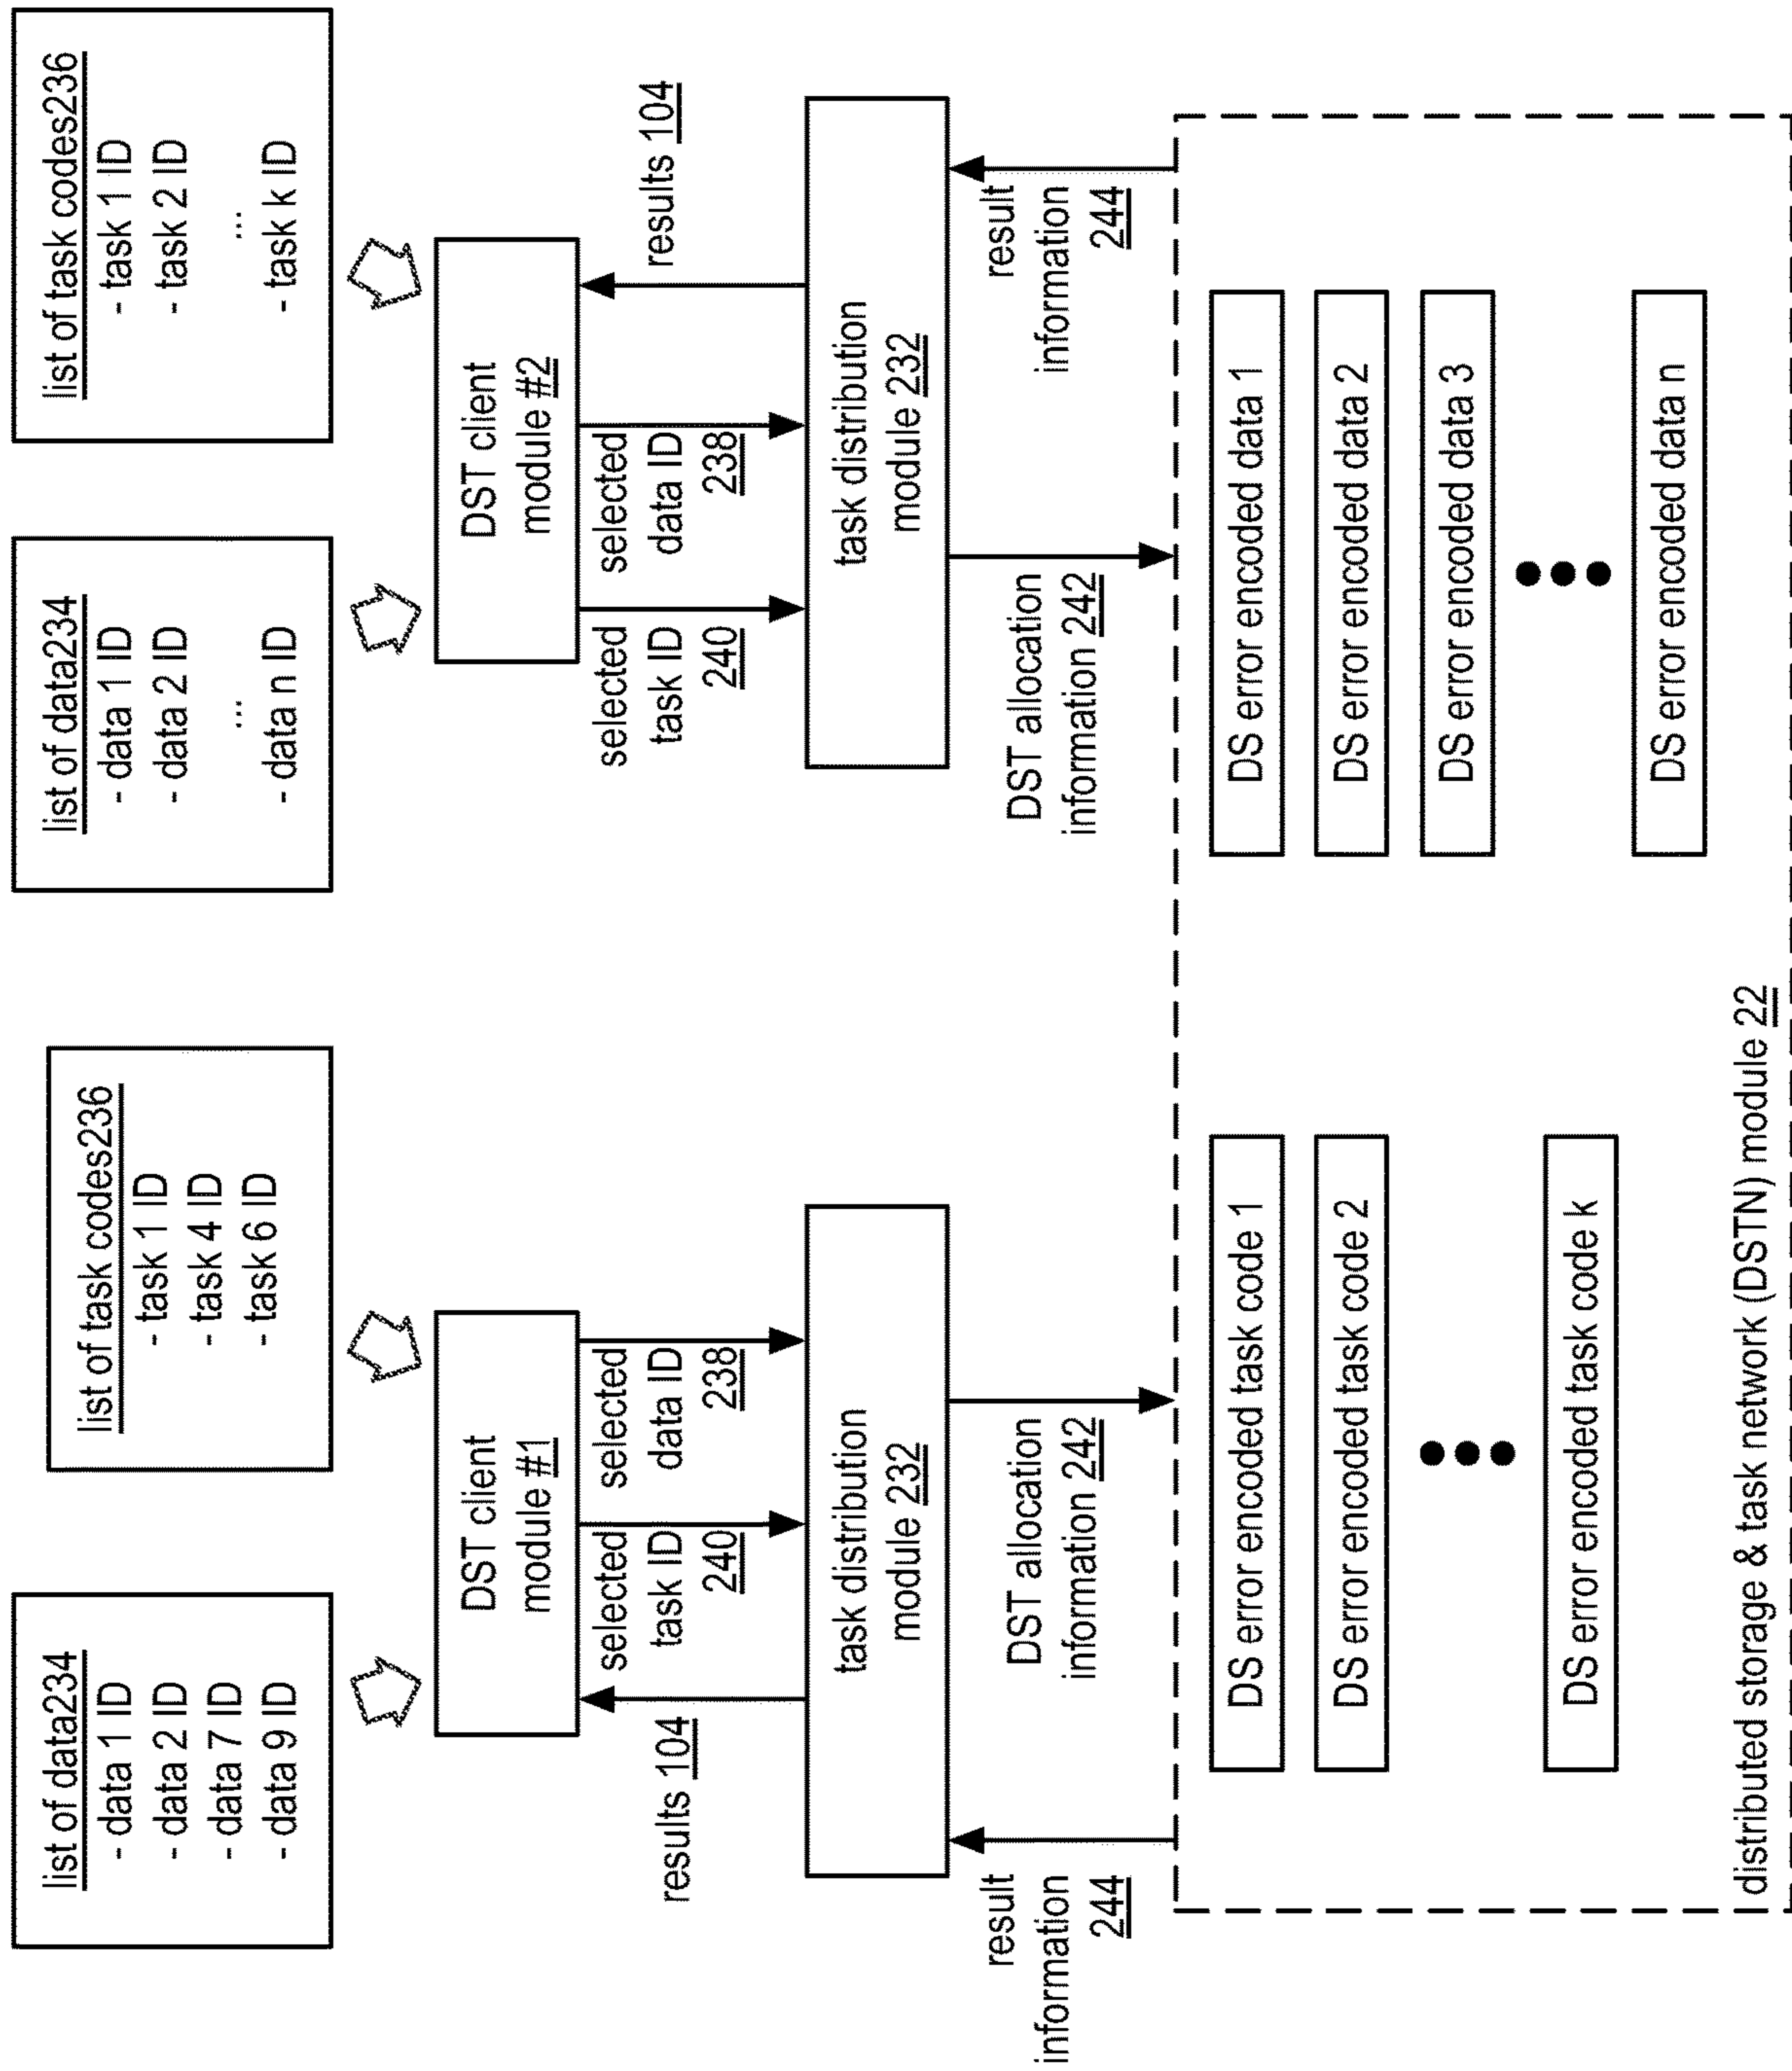 list of data234
- data 1 ID
- data 2 ID
- data 7 ID
- data 9 ID
list of task codes236
- task 1 ID
- task 4 ID
- task 6 ID
list of data234
- data 1 ID
- data 2 ID
...
- data n ID
list of task codes236
- task 1 ID
- task 2 ID
...
- task k ID
DST client
module #1
results 104
selected
task ID
240
selected
data ID
238
task distribution
module 232
result
information
244
DST allocation
information 242
DST client
module #2
selected
task ID
240
selected
data ID
238
results 104
task distribution
module 232
DST allocation
information 242
result
information
244
DS error encoded task code 1
DS error encoded task code 2
DS error encoded task code k
DS error encoded data 1
DS error encoded data 2
DS error encoded data 3
DS error encoded data n
distributed storage & task network (DSTN) module 22